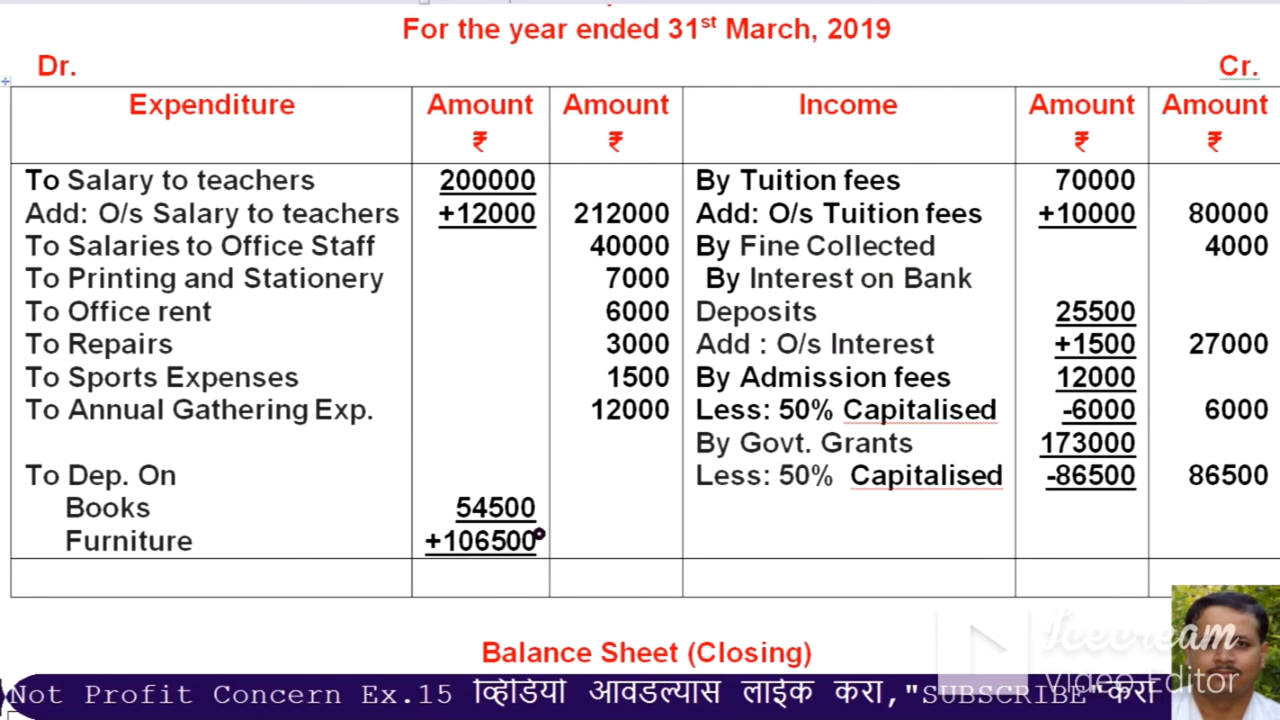 For the year ended 31st March, 2019
Dr. Cr.
Expenditure Amount ₹ Amount ₹ Income Amount ₹ Amount ₹
To Salary to teachers 200000 By Tuition fees 70000
Add: O/s Salary to teachers +12000 212000 Add: O/s Tuition fees +10000 80000
To Salaries to Office Staff 40000 By Fine Collected 4000
To Printing and Stationery 7000 By Interest on Bank
To Office rent 6000 Deposits 25500
To Repairs 3000 Add : O/s Interest +1500 27000
To Sports Expenses 1500 By Admission fees 12000
To Annual Gathering Exp. 12000 Less: 50% Capitalised -6000 6000
By Govt. Grants 173000
To Dep. On Less: 50% Capitalised -86500 86500
Books 54500
Furniture +106500
Balance Sheet (Closing)
Icecream
Video Editor
Not Profit Concern Ex.15 व्हिडियो आवडल्यास लाईक करा,"SUBSCRIBE"करा